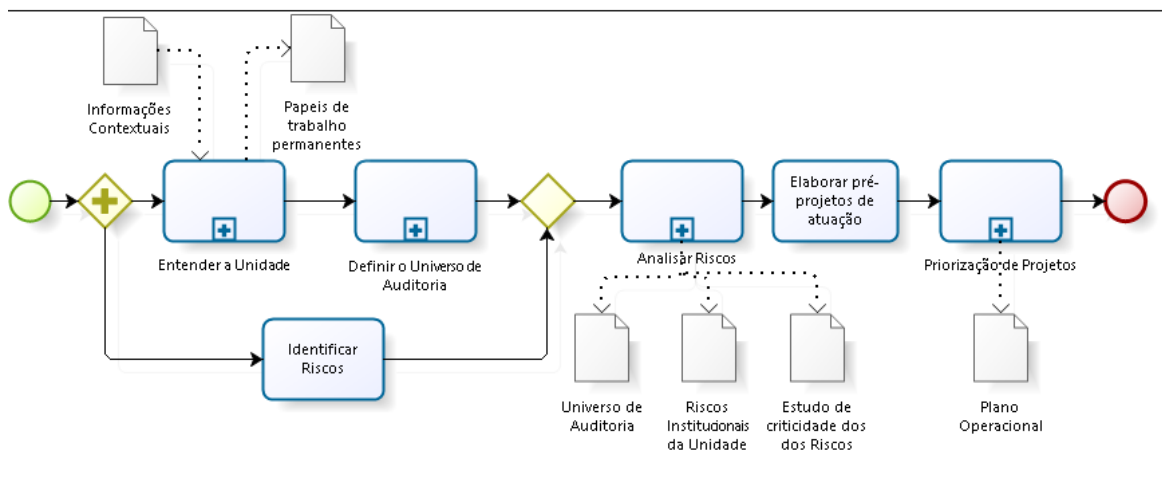 Informações
Contextuais
Papeis de
trabalho
permanentes
Entender a Unidade
Definir o Universo de
Auditoria
Identificar
Riscos
Analisar Riscos
Elaborar pré-
projetos de
atuação
Priorização de Projetos
Universo de
Auditoria
Riscos
Institucionais
da Unidade
Estudo de
criticidade dos
dos Riscos
Plano
Operacional